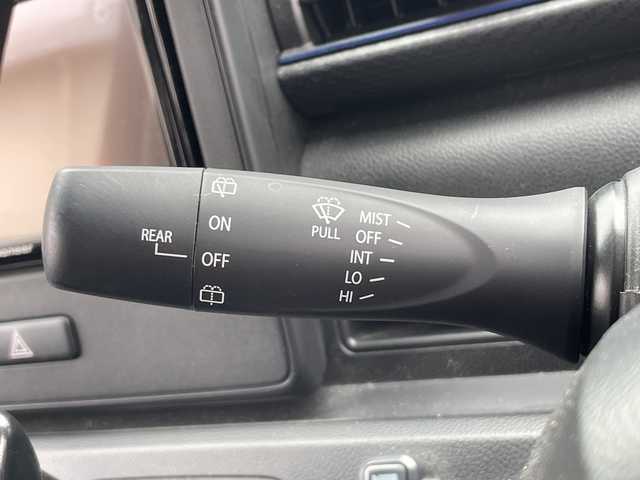 REAR
ON
OFF
PULL
MIST
OFF
INT
LO
HI